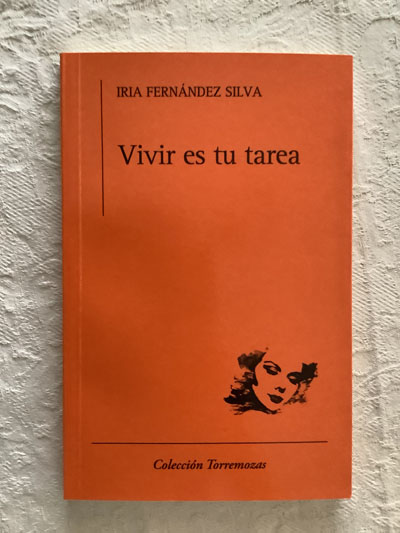 IRIA FERNÁNDEZ SILVA
Vivir es tu tarea
Colección Torremozas